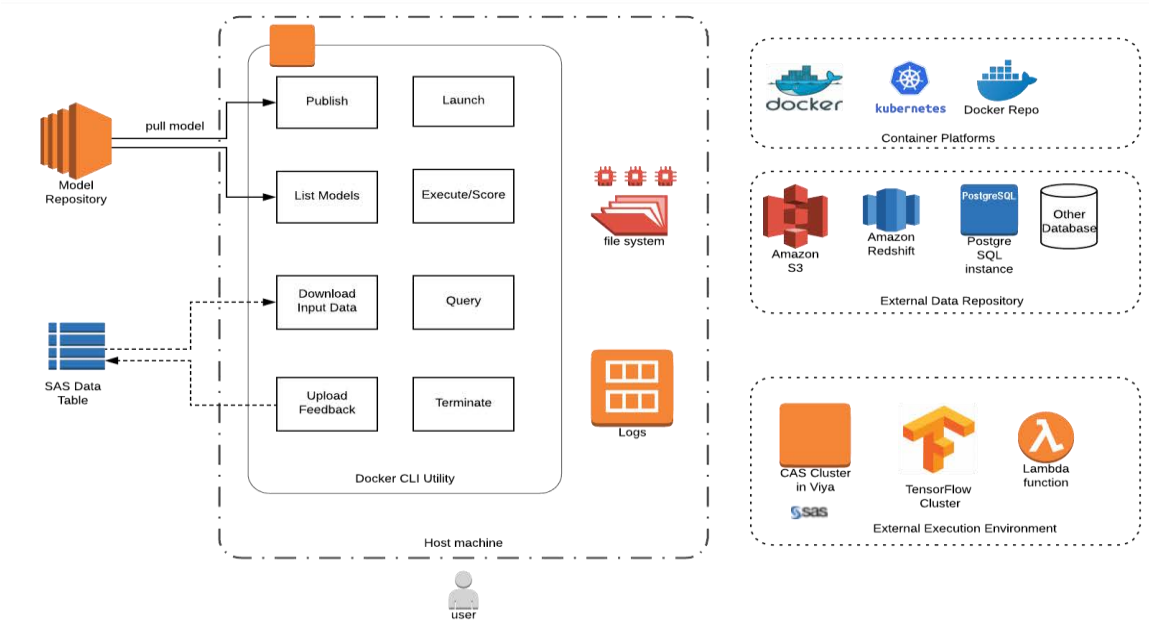 Publish
Launch
pull model
Model
Repository
List Models
Execute/Score
file system
Download
Input Data
Query
SAS Data
Table
Upload
Feedback
Terminate
Logs
Docker CLI Utility
Host machine
user
docker
kubernetes
Docker Repo
Container Platforms
Amazon
S3
Amazon
Redshift
PostgreSQL
Postgre
SQL
instance
Other
Database
External Data Repository
CAS Cluster
in Viya
sas
TensorFlow
Cluster
Lambda
function
External Execution Environment